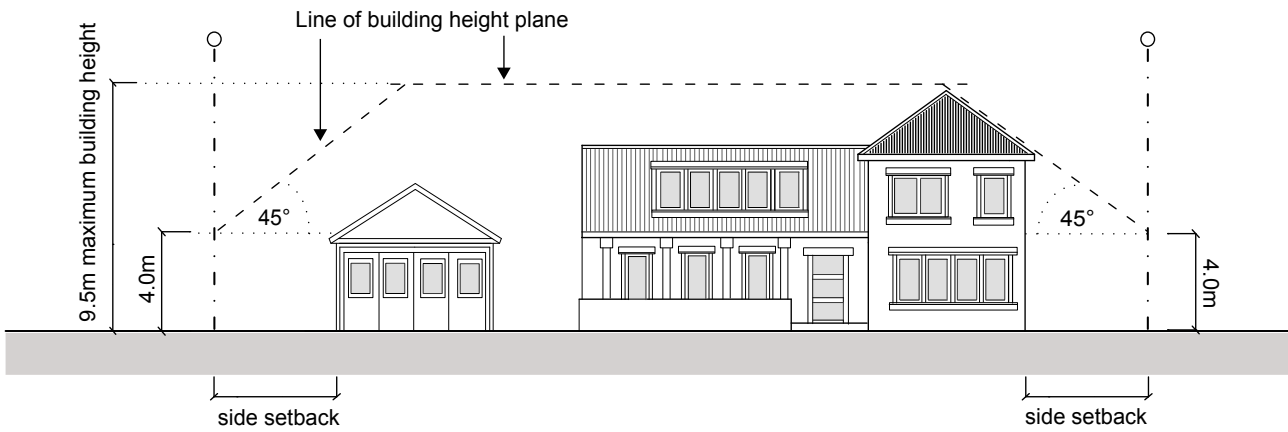 Line of building height plane
9.5m maximum building height
4.0m
45°
45°
4.0m
side setback
side setback